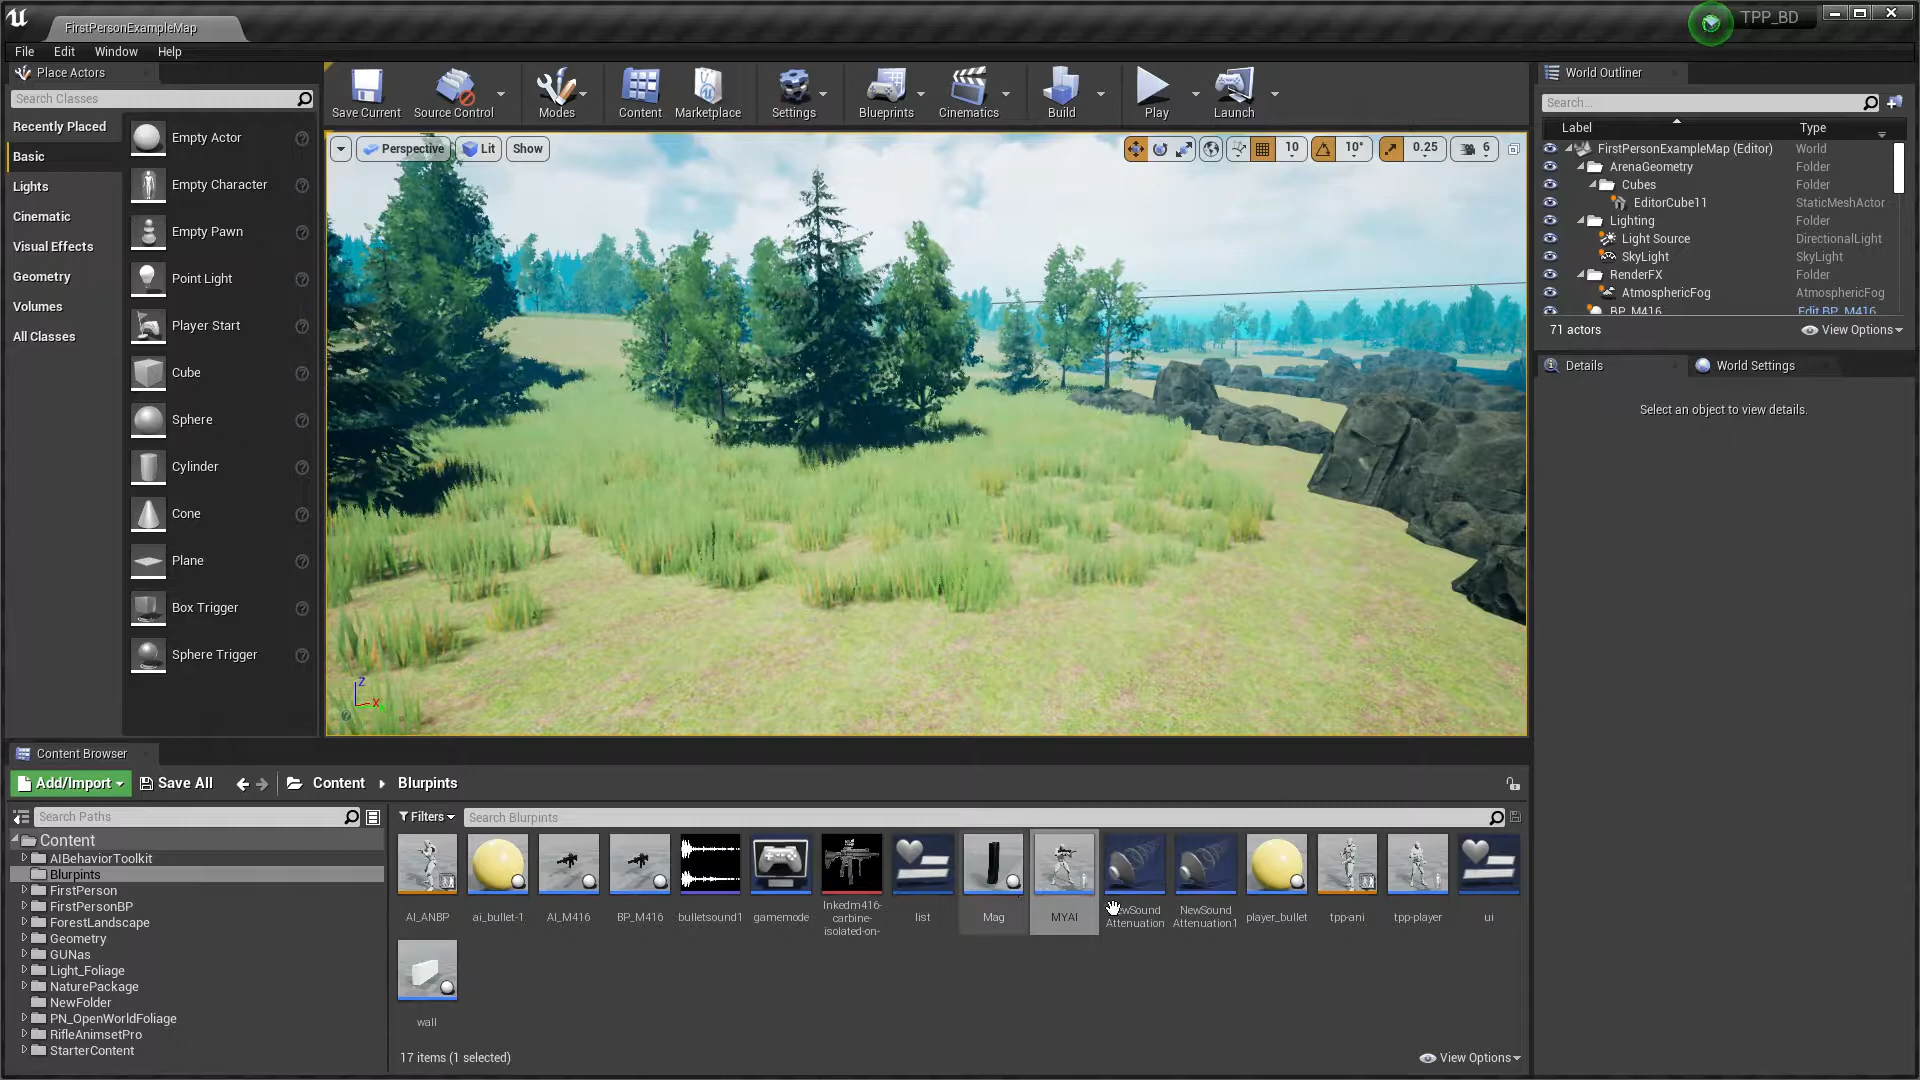 FirstPersonExampleMap
TPP_BD
File Edit Window Help
Place Actors
Search Classes
Recently Placed
Basic
Lights
Cinematic
Visual Effects
Geometry
Volumes
All Classes
Empty Actor
Empty Character
Empty Pawn
Point Light
Player Start
Cube
Sphere
Cylinder
Cone
Plane
Box Trigger
Sphere Trigger
Save Current Source Control Modes Content Marketplace Settings Blueprints Cinematics Build Play Launch
Perspective Lit Show
10 10° 0.25 6
Z
X
World Outliner
Search...
Label Type
FirstPersonExampleMap (Editor) World
ArenaGeometry Folder
Cubes Folder
EditorCube11 StaticMeshActor
Lighting Folder
Light Source DirectionalLight
SkyLight SkyLight
RenderFX Folder
AtmosphericFog AtmosphericFog
BP_M416 Edit BP_M416
71 actors View Options
Details World Settings
Select an object to view details.
Content Browser
Add/Import Save All Content Blurpints
Search Paths
Content
AIBehaviorToolkit
Blurpints
FirstPerson
FirstPersonBP
ForestLandscape
Geometry
GUNas
Light_Foliage
NaturePackage
NewFolder
PN_OpenWorldFoliage
RifleAnimsetPro
StarterContent
Filters Search Blurpints
AI_ANBP
ai_bullet-1
AI_M416
BP_M416
bulletsound1
gamemode
Inkedm416-
carbine-
isolated-on-
list
Mag
MYAI
Attenuation
NewSound
Attenuation1
player_bullet
tpp-ani
tpp-player
ui
wall
17 items (1 selected) View Options